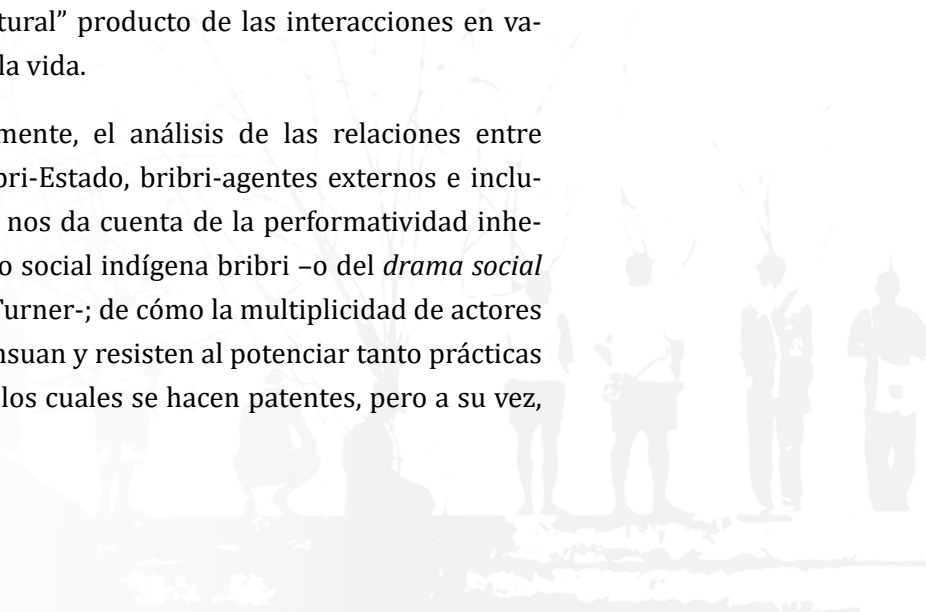 tural” producto de las interacciones en va-
la vida.
mente, el análisis de las relaciones entre
bri-Estado, bribri-agentes externos e inclu-
nos da cuenta de la performatividad inhe-
o social indígena bribri –o del drama social
Turner-; de cómo la multiplicidad de actores
nsuan y resisten al potenciar tanto prácticas
los cuales se hacen patentes, pero a su vez,